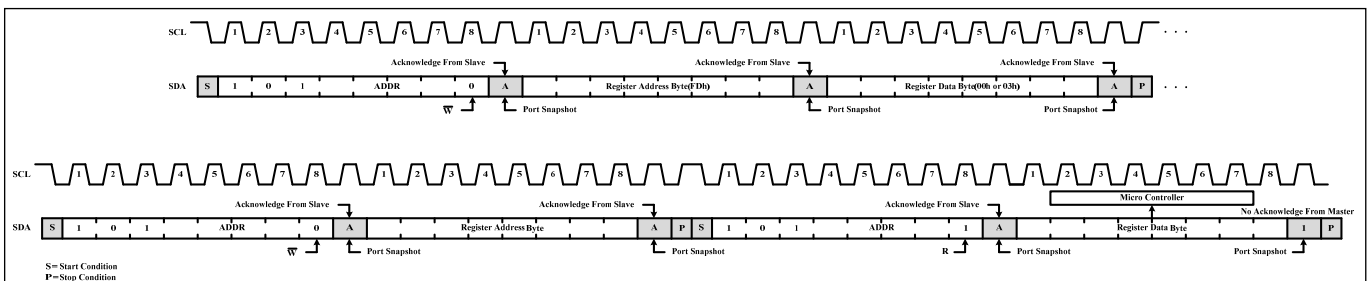 SCL 1 2 3 4 5 6 7 8 1 2 3 4 5 6 7 8 1 2 3 4 5 6 7 8 . . .
Acknowledge From Slave Acknowledge From Slave Acknowledge From Slave
SDA S 1 0 1 ADDR 0 A Register Address Byte(FDh) A Register Data Byte(00h or 03h) A P . . .
W Port Snapshot Port Snapshot Port Snapshot
SCL 1 2 3 4 5 6 7 8 1 2 3 4 5 6 7 8 1 2 3 4 5 6 7 8 1 2 3 4 5 6 7 8
Micro Controller
Acknowledge From Slave Acknowledge From Slave Acknowledge From Slave No Acknowledge From Master
SDA S 1 0 1 ADDR 0 A Register Address Byte A P S 1 0 1 ADDR 1 A Register Data Byte 1 P
W Port Snapshot Port Snapshot R Port Snapshot Port Snapshot
S=Start Condition
P=Stop Condition